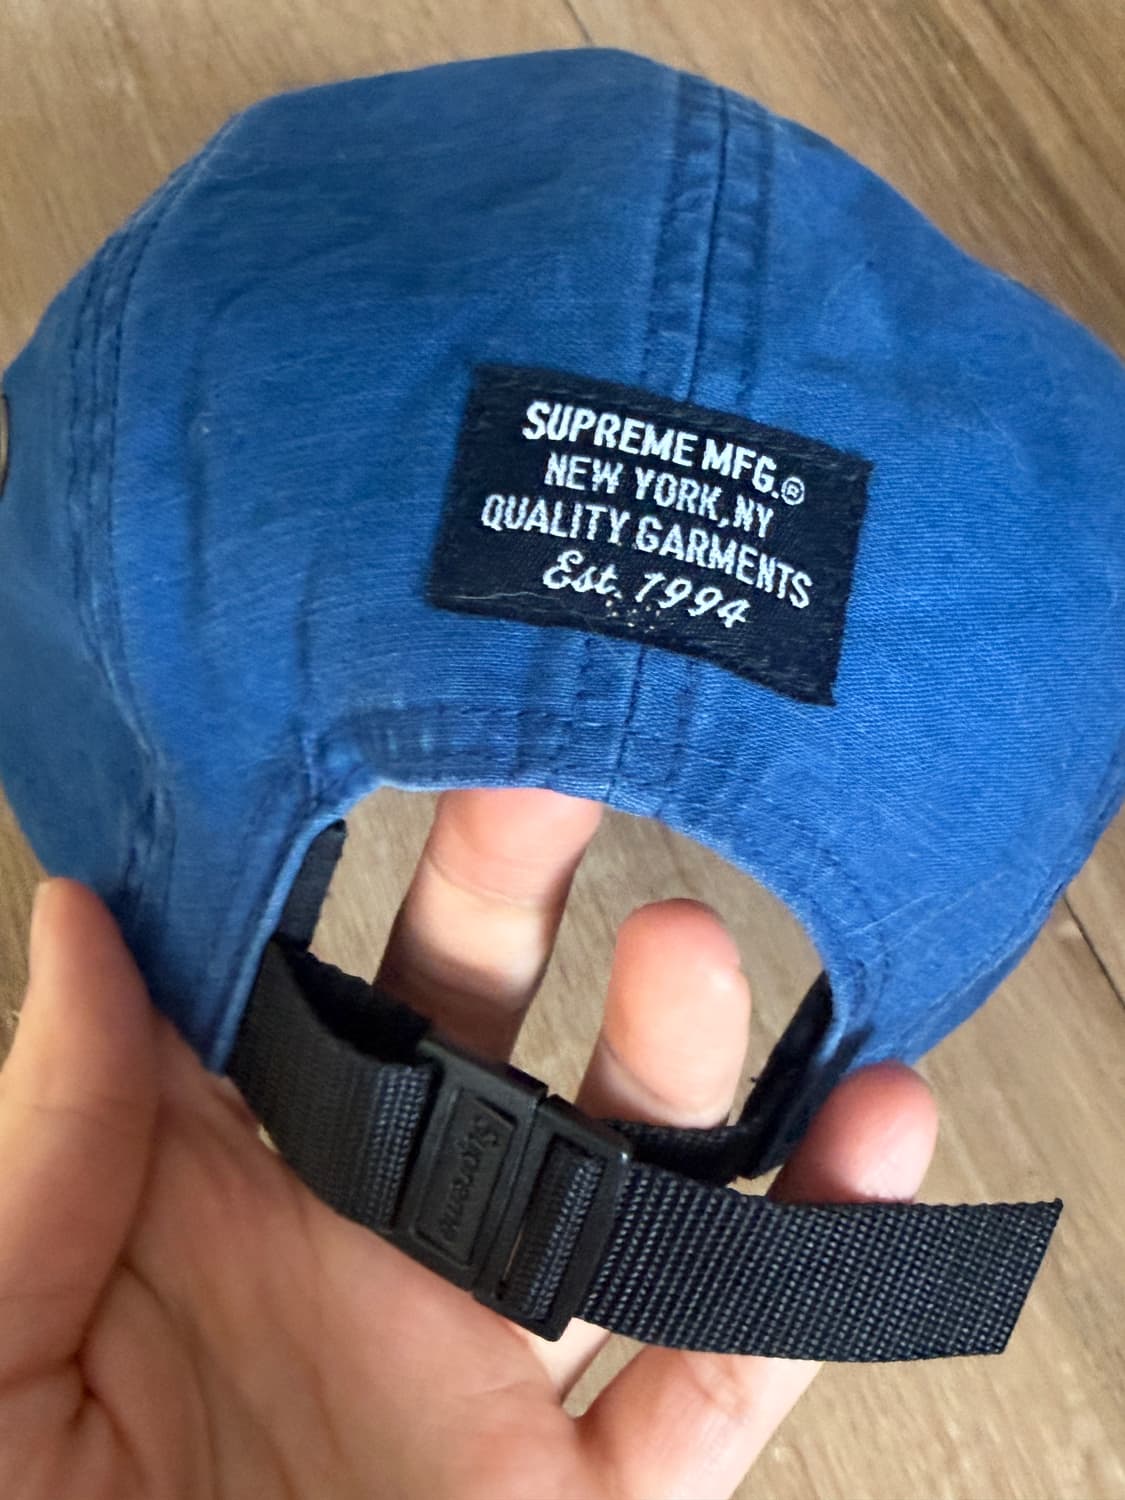 SUPREME MFG.®
NEW YORK, NY
QUALITY GARMENTS
Est. 1994
Supreme